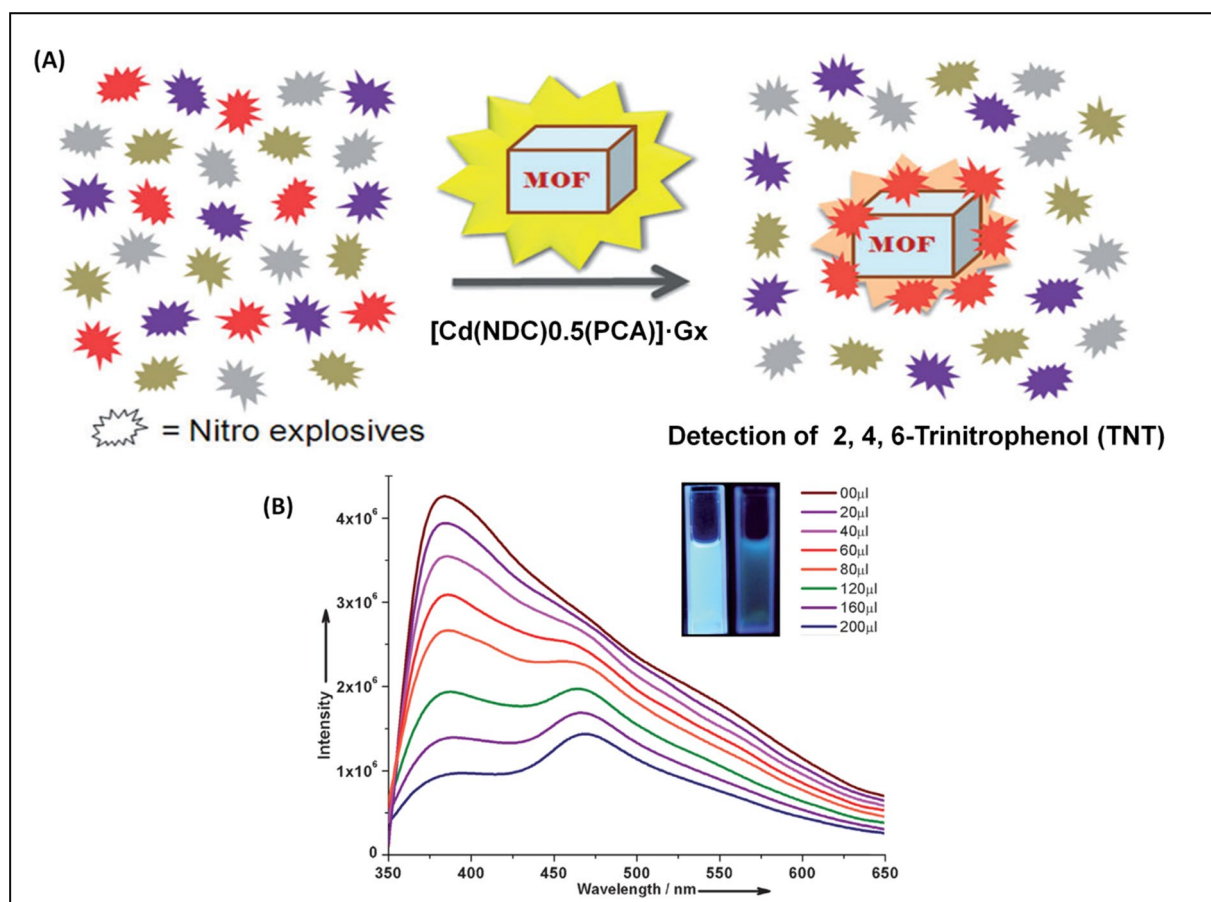 (A)
MOF
[Cd(NDC)0.5(PCA)]·Gx
MOF
= Nitro explosives
Detection of 2, 4, 6-Trinitrophenol (TNT)
(B)
00µl
20µl
40µl
60µl
80µl
120µl
160µl
200µl
4x10⁶
3x10⁶
2x10⁶
1x10⁶
0
Intensity
350
400
450
500
550
600
650
Wavelength / nm